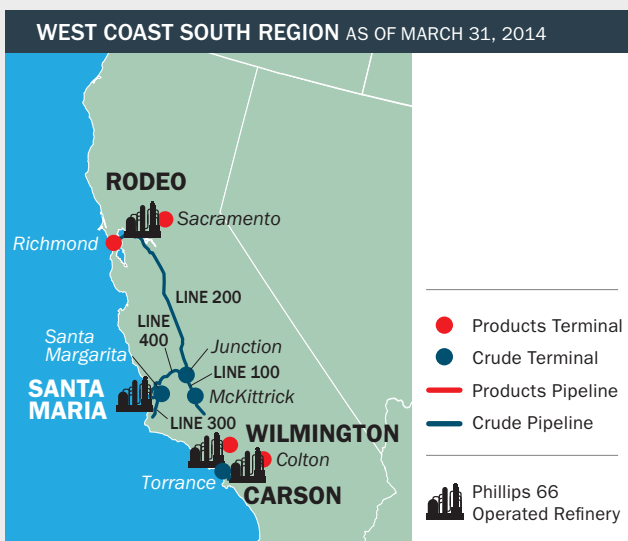 WEST COAST SOUTH REGION AS OF MARCH 31, 2014
RODEO
Sacramento
Richmond
LINE 200
LINE
400
Santa
Margarita
Junction
LINE 100
SANTA
MARIA
McKittrick
LINE 300
WILMINGTON
Colton
Torrance
CARSON
Products Terminal
Crude Terminal
Products Pipeline
Crude Pipeline
Phillips 66
Operated Refinery